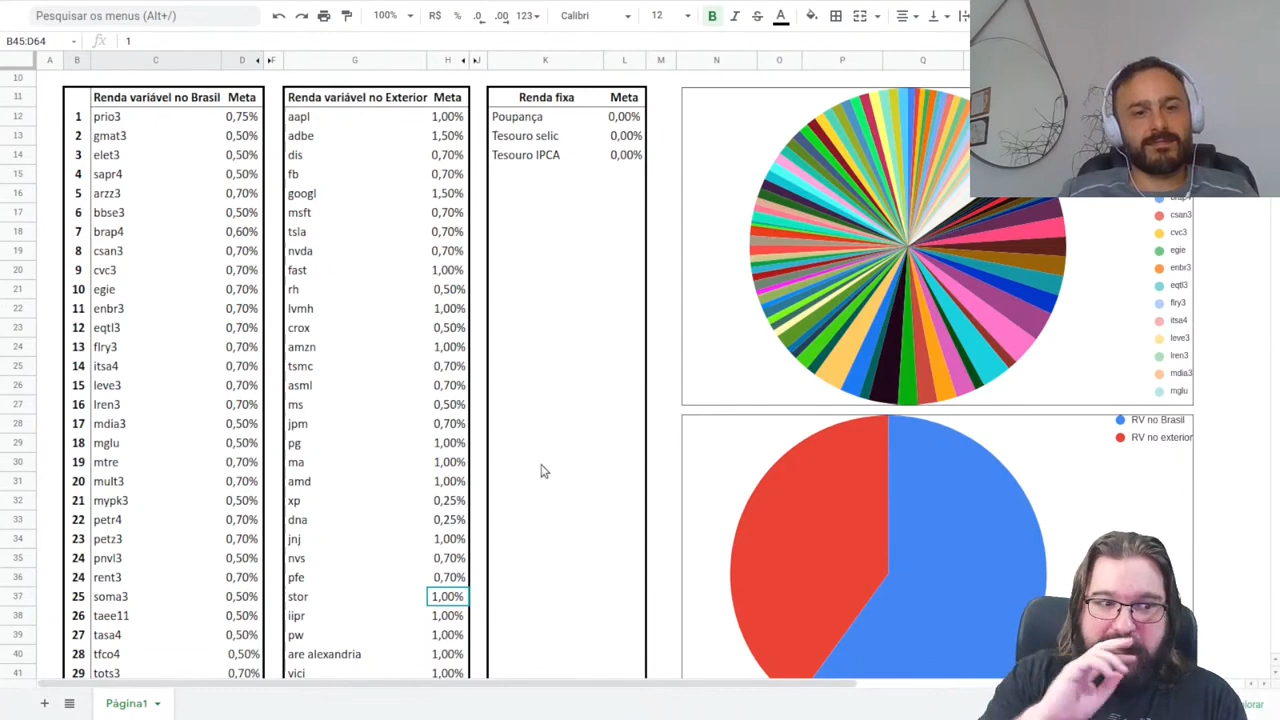 Pesquisar os menus (Alt+/) 100% R$ % .0 .00 123 Calibri 12 B I S A
B45:D64 fx 1
A B C D F G H J K L M N O P Q
10
11 Renda variável no Brasil Meta Renda variável no Exterior Meta Renda fixa Meta
12 1 prio3 0,75% aapl 1,00% Poupança 0,00%
13 2 gmat3 0,50% adbe 1,50% Tesouro selic 0,00%
14 3 elet3 0,50% dis 0,70% Tesouro IPCA 0,00%
15 4 sapr4 0,50% fb 0,70%
16 5 arzz3 0,70% googl 1,50%
17 6 bbse3 0,50% msft 0,70%
18 7 brap4 0,60% tsla 0,70%
19 8 csan3 0,70% nvda 0,70%
20 9 cvc3 0,70% fast 1,00%
21 10 egie 0,70% rh 0,50%
22 11 enbr3 0,70% lvmh 1,00%
23 12 eqtl3 0,70% crox 0,50%
24 13 flry3 0,70% amzn 1,00%
25 14 itsa4 0,70% tsmc 0,70%
26 15 leve3 0,70% asml 0,70%
27 16 lren3 0,70% ms 0,50%
28 17 mdia3 0,50% jpm 0,70%
29 18 mglu 0,50% pg 1,00%
30 19 mtre 0,70% ma 1,00%
31 20 mult3 0,70% amd 1,00%
32 21 mypk3 0,50% xp 0,25%
33 22 petr4 0,70% dna 0,25%
34 23 petz3 0,70% jnj 1,00%
35 24 pnvl3 0,50% nvs 0,70%
36 24 rent3 0,70% pfe 0,70%
37 25 soma3 0,50% stor 1,00%
38 26 taee11 0,50% iipr 1,00%
39 27 tasa4 0,50% pw 1,00%
40 28 tfco4 0,50% are alexandria 1,00%
41 29 tots3 0,70% vici 1,00%
brap4
csan3
cvc3
egie
enbr3
eqtl3
flry3
itsa4
leve3
lren3
mdia3
mglu
RV no Brasil
RV no exterior
Página1